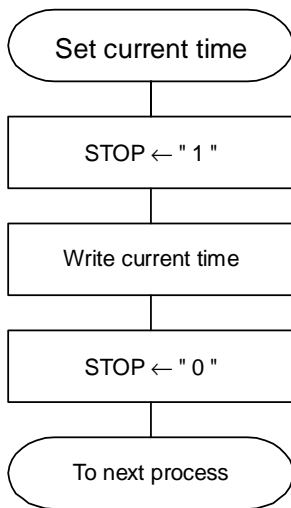 Set current time
STOP ← " 1 "
Write current time
STOP ← " 0 "
To next process